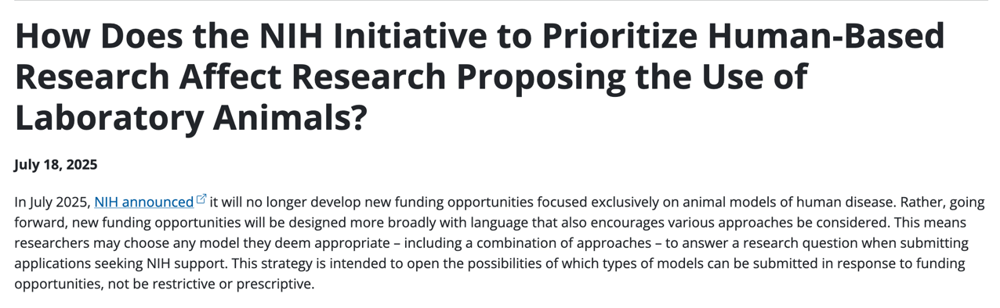 How Does the NIH Initiative to Prioritize Human-Based
Research Affect Research Proposing the Use of
Laboratory Animals?
July 18, 2025
In July 2025, NIH announced it will no longer develop new funding opportunities focused exclusively on animal models of human disease. Rather, going
forward, new funding opportunities will be designed more broadly with language that also encourages various approaches be considered. This means
researchers may choose any model they deem appropriate – including a combination of approaches – to answer a research question when submitting
applications seeking NIH support. This strategy is intended to open the possibilities of which types of models can be submitted in response to funding
opportunities, not be restrictive or prescriptive.